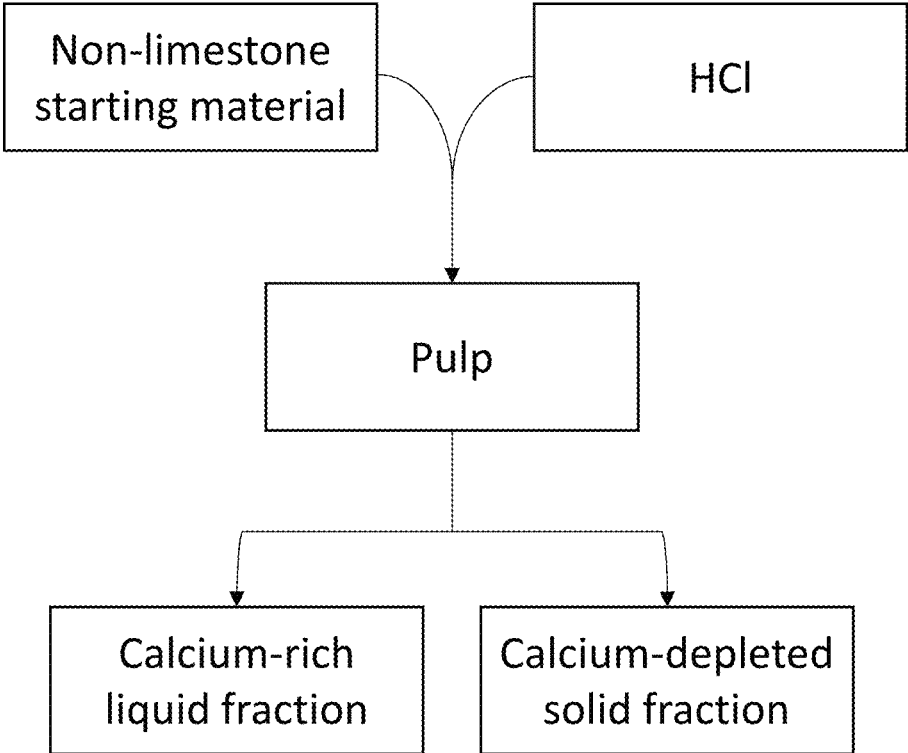 Non-limestone
starting material
HCl
Pulp
Calcium-rich
liquid fraction
Calcium-depleted
solid fraction